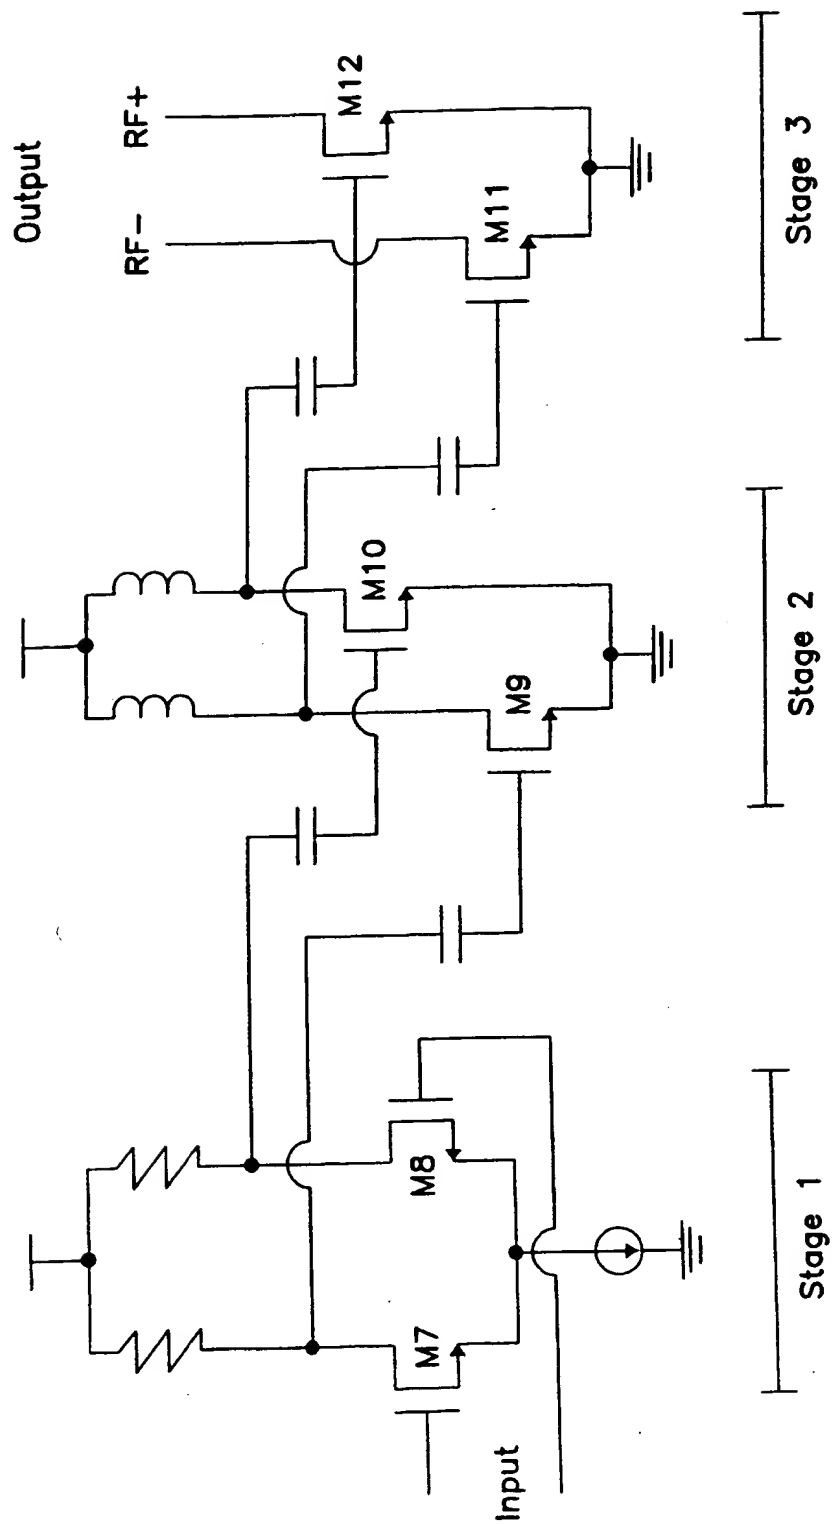 Output
RF+
RF−
M12
M11
M10
M9
M8
M7
Input
Stage 1
Stage 2
Stage 3